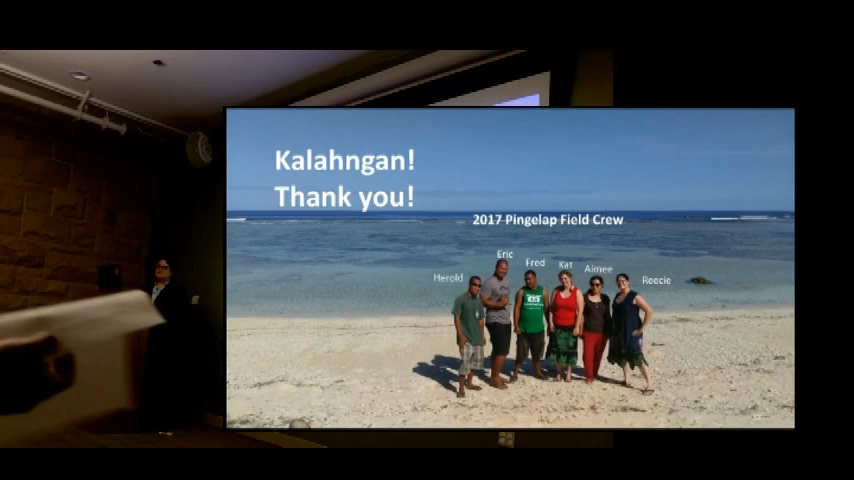 Kalahngan!
Thank you!
2017 Pingelap Field Crew
Eric
Fred
Kat
Aimee
Herold
Reecie